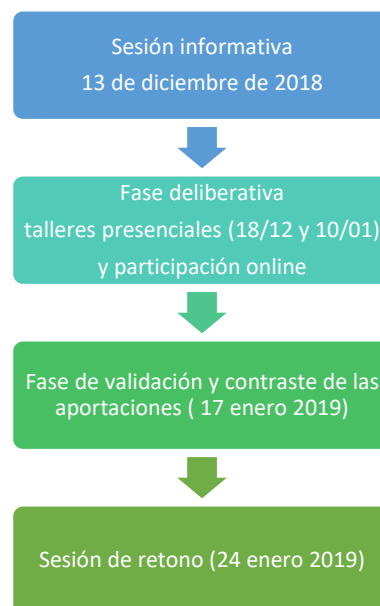 Sesión informativa
13 de diciembre de 2018
Fase deliberativa
talleres presenciales (18/12 y 10/01)
y participación online
Fase de validación y contraste de las
aportaciones ( 17 enero 2019)
Sesión de retono (24 enero 2019)